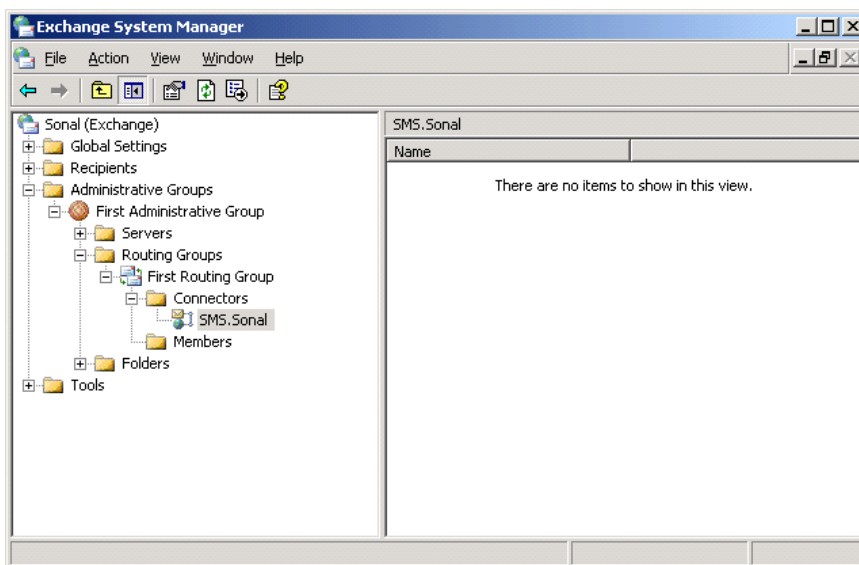 Exchange System Manager
File Action View Window Help
Sonal (Exchange)
Global Settings
Recipients
Administrative Groups
First Administrative Group
Servers
Routing Groups
First Routing Group
Connectors
SMS.Sonal
Members
Folders
Tools
SMS.Sonal
Name
There are no items to show in this view.